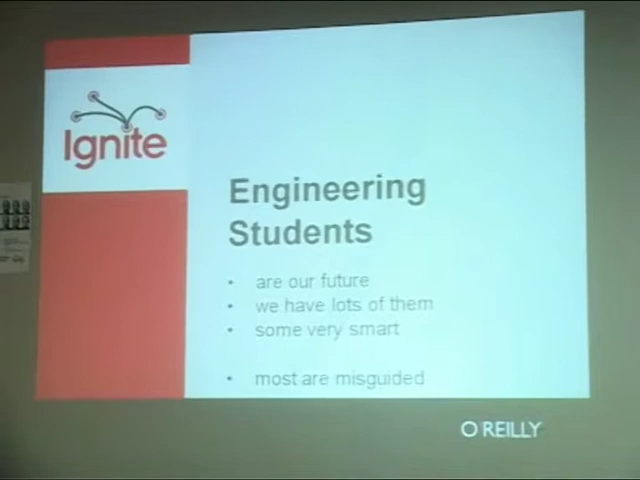 Ignite
Engineering
Students
• are our future
• we have lots of them
• some very smart
• most are misguided
O REILLY